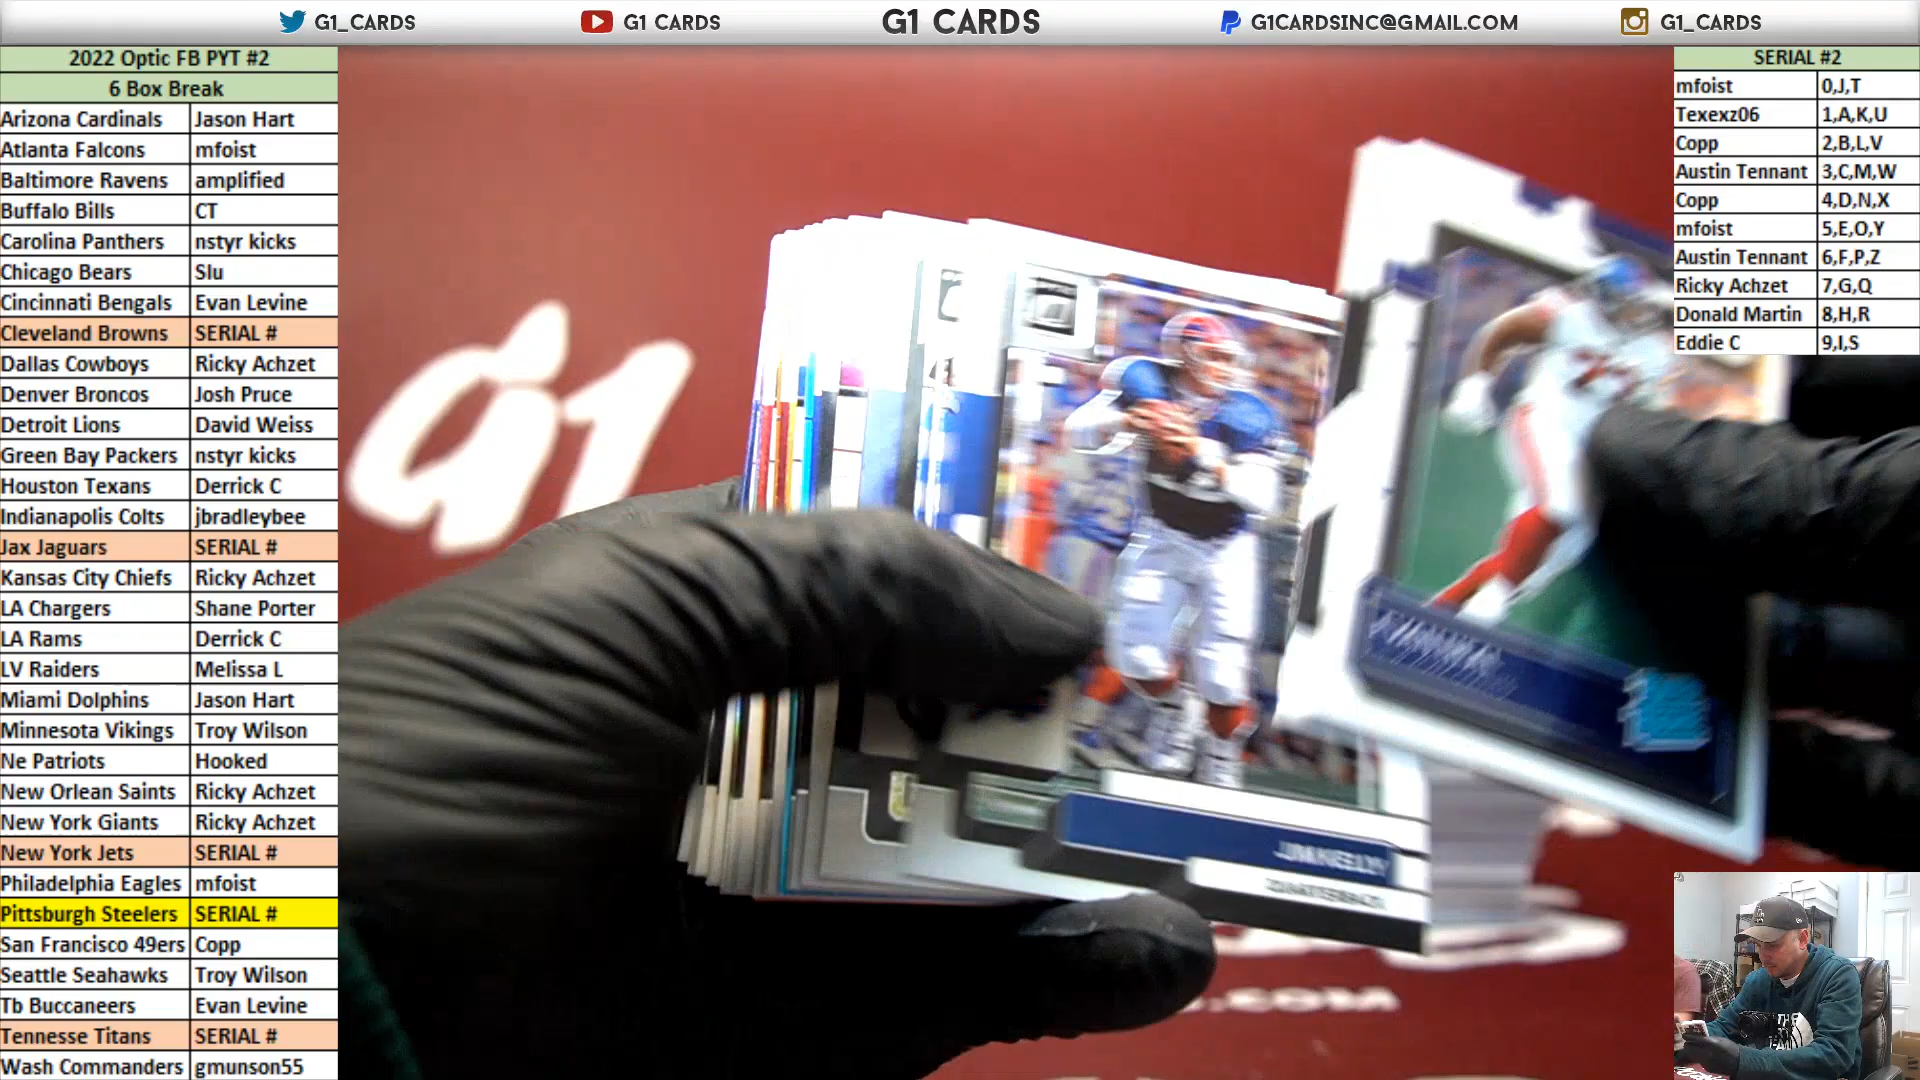 G1_CARDS
G1 CARDS
G1 CARDS
G1CARDSINC@GMAIL.COM
G1_CARDS
2022 Optic FB PYT #2
6 Box Break
Arizona Cardinals Jason Hart
Atlanta Falcons mfoist
Baltimore Ravens amplified
Buffalo Bills CT
Carolina Panthers nstyr kicks
Chicago Bears Slu
Cincinnati Bengals Evan Levine
Cleveland Browns SERIAL #
Dallas Cowboys Ricky Achzet
Denver Broncos Josh Pruce
Detroit Lions David Weiss
Green Bay Packers nstyr kicks
Houston Texans Derrick C
Indianapolis Colts jbradleybee
Jax Jaguars SERIAL #
Kansas City Chiefs Ricky Achzet
LA Chargers Shane Porter
LA Rams Derrick C
LV Raiders Melissa L
Miami Dolphins Jason Hart
Minnesota Vikings Troy Wilson
Ne Patriots Hooked
New Orlean Saints Ricky Achzet
New York Giants Ricky Achzet
New York Jets SERIAL #
Philadelphia Eagles mfoist
Pittsburgh Steelers SERIAL #
San Francisco 49ers Copp
Seattle Seahawks Troy Wilson
Tb Buccaneers Evan Levine
Tennesse Titans SERIAL #
Wash Commanders gmunson55
SERIAL #2
mfoist 0,J,T
Texexz06 1,A,K,U
Copp 2,B,L,V
Austin Tennant 3,C,M,W
Copp 4,D,N,X
mfoist 5,E,O,Y
Austin Tennant 6,F,P,Z
Ricky Achzet 7,G,Q
Donald Martin 8,H,R
Eddie C 9,I,S
G1
JIM KELLY
QUARTERBACK